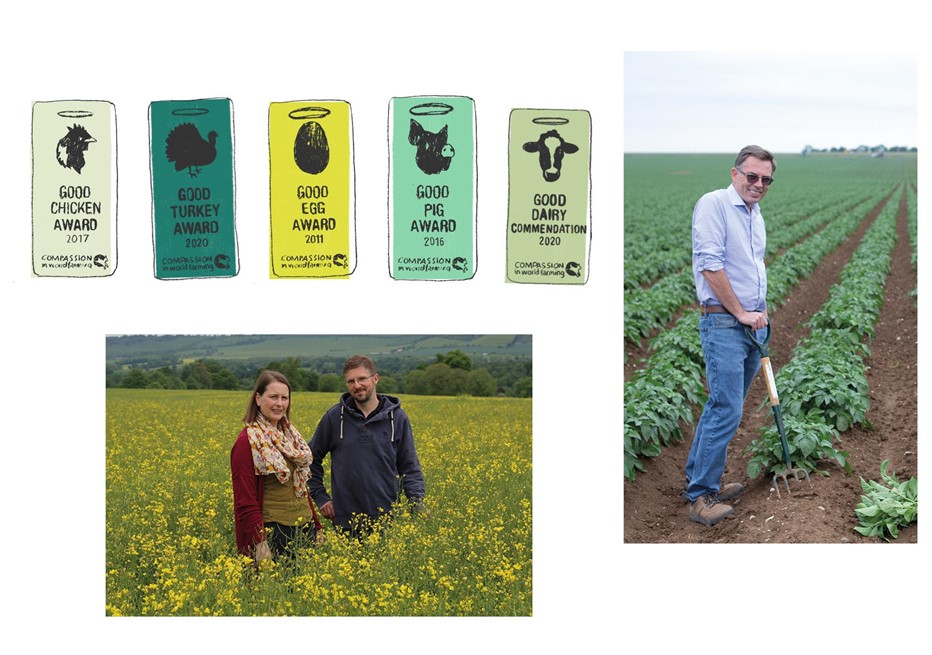 GOOD
CHICKEN
AWARD
2017
COMPASSION
in world farming
GOOD
TURKEY
AWARD
2020
COMPASSION
in world farming
GOOD
EGG
AWARD
2011
COMPASSION
in world farming
GOOD
PIG
AWARD
2016
COMPASSION
in world farming
GOOD
DAIRY
COMMENDATION
2020
COMPASSION
in world farming